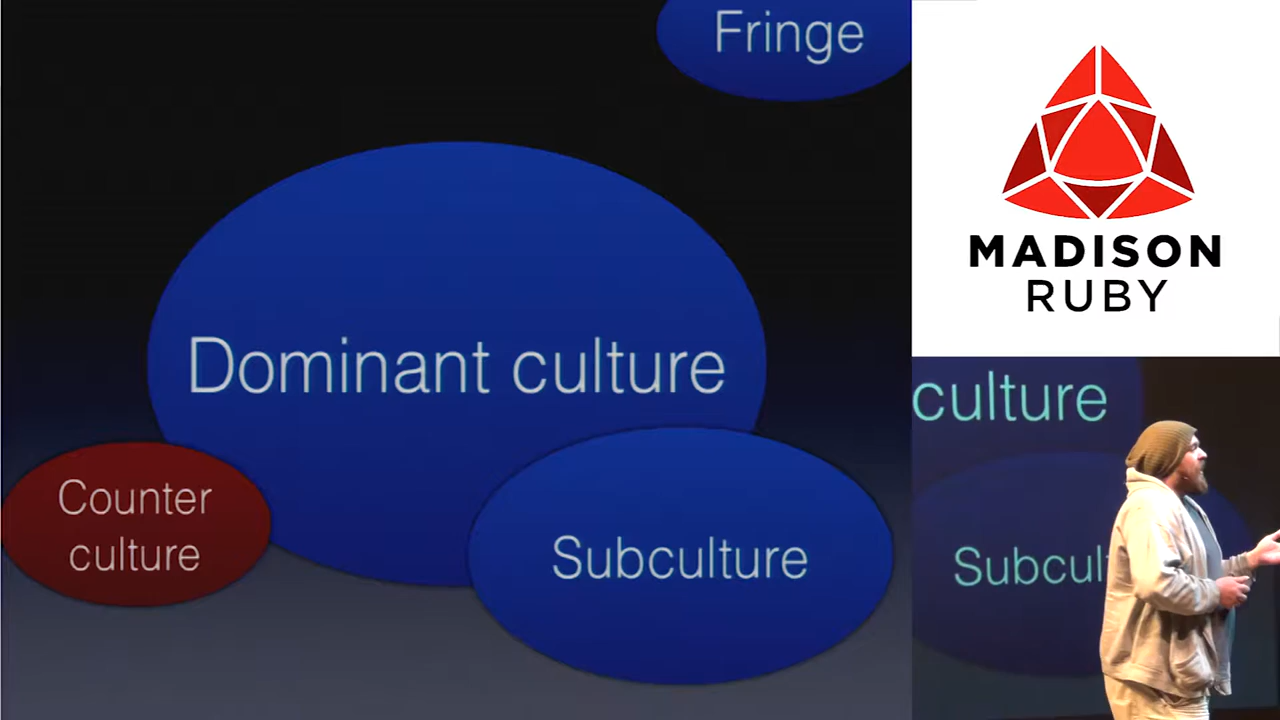 Fringe
Dominant culture
Counter
culture
Subculture
MADISON
RUBY
culture
Subcul